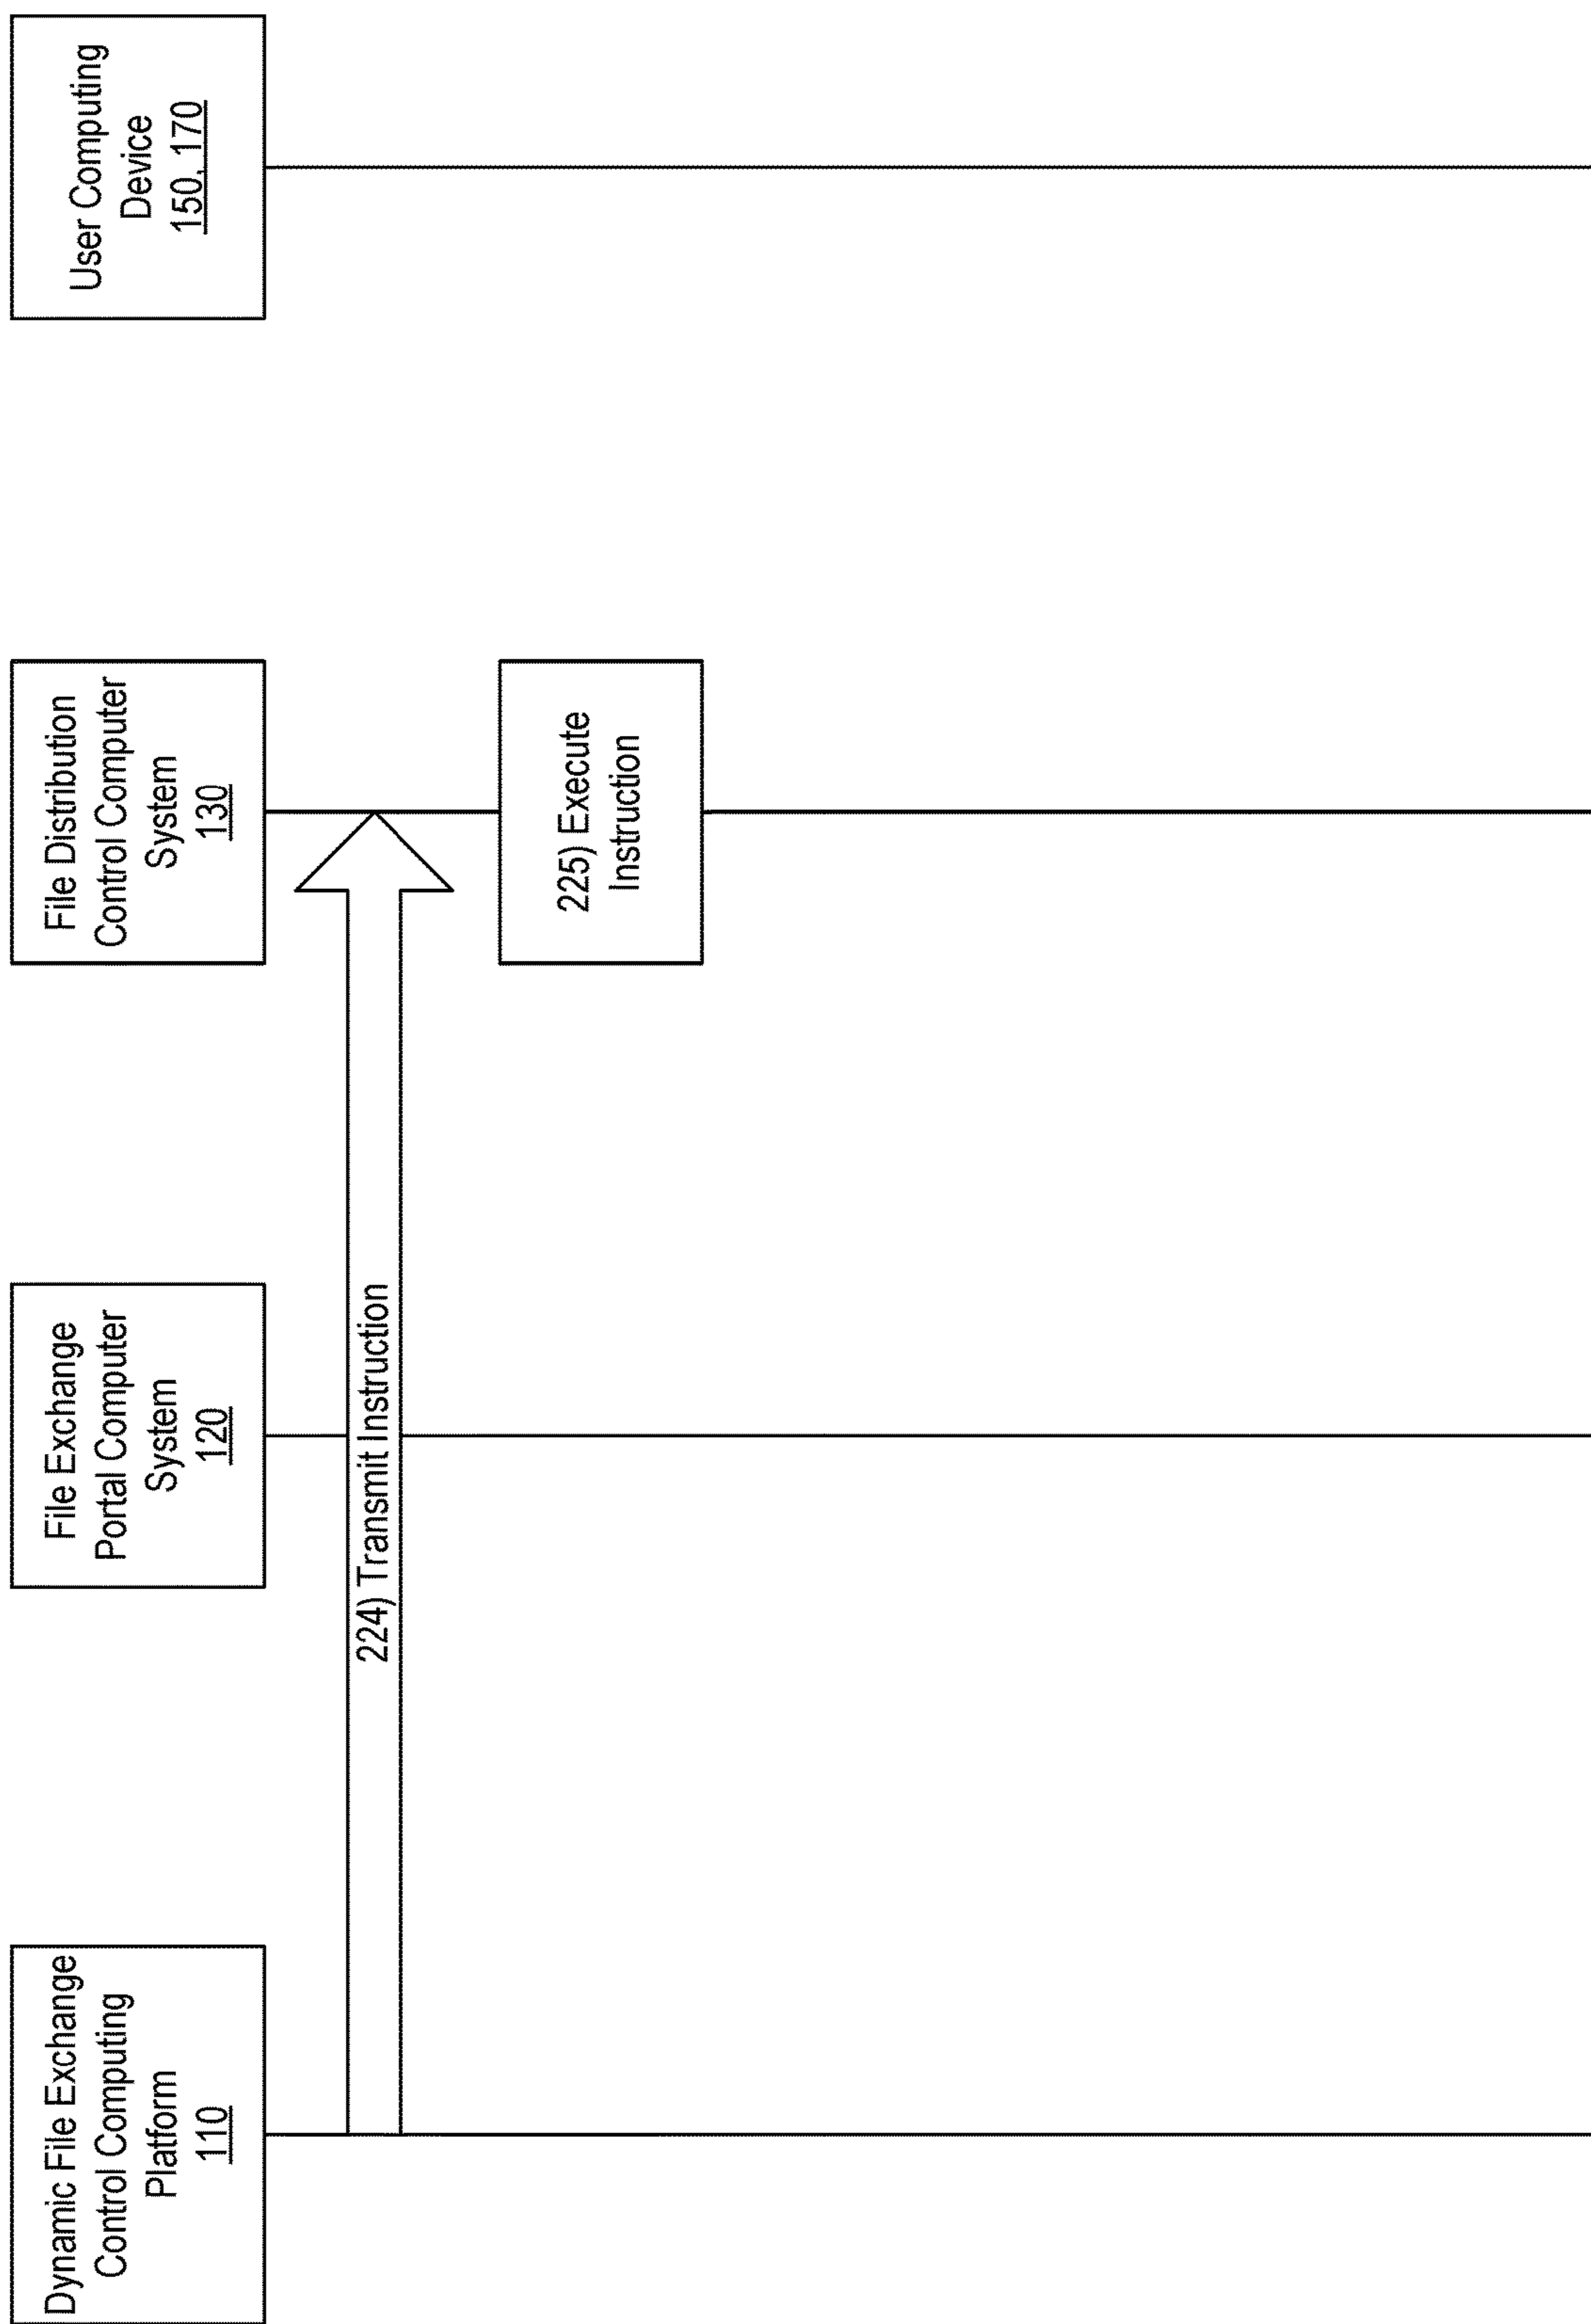 Dynamic File Exchange
Control Computing
Platform
110
File Exchange
Portal Computer
System
120
File Distribution
Control Computer
System
130
User Computing
Device
150, 170
224) Transmit Instruction
225) Execute
Instruction